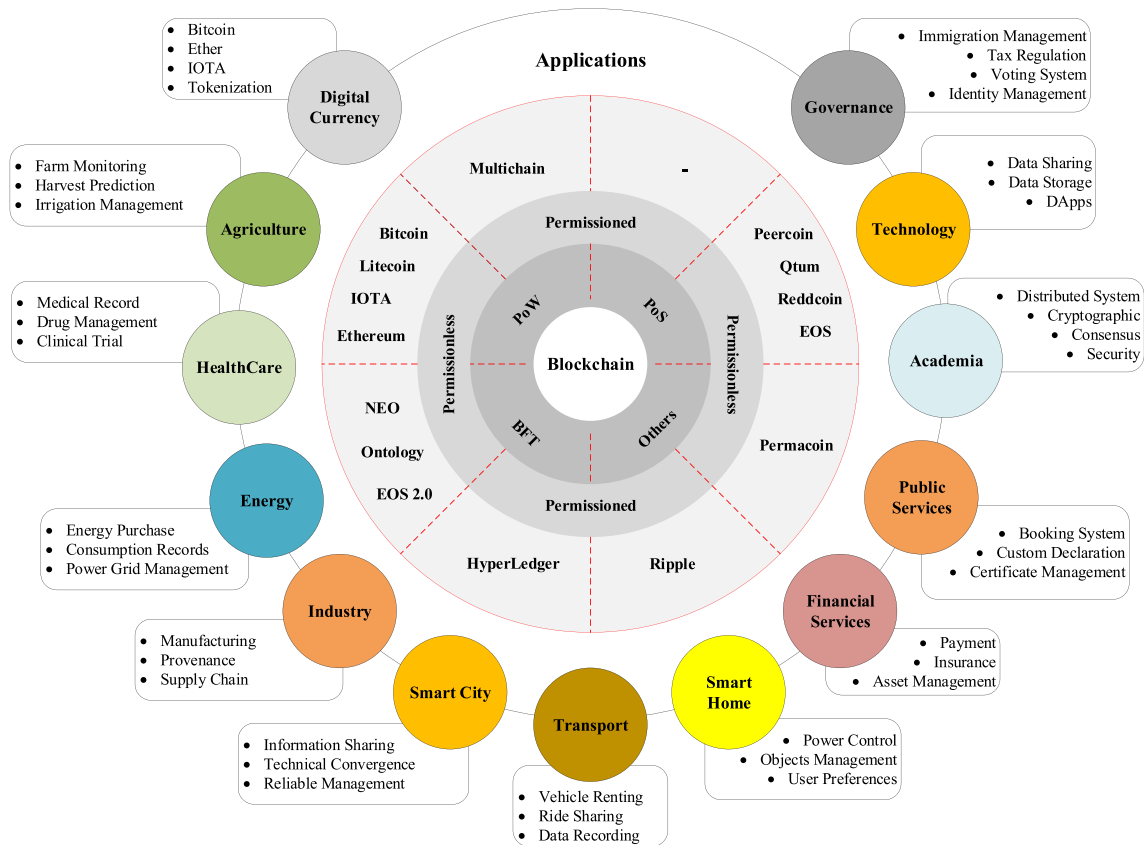 Applications
Digital
Currency
• Bitcoin
• Ether
• IOTA
• Tokenization
Agriculture
• Farm Monitoring
• Harvest Prediction
• Irrigation Management
HealthCare
• Medical Record
• Drug Management
• Clinical Trial
Energy
• Energy Purchase
• Consumption Records
• Power Grid Management
Industry
• Manufacturing
• Provenance
• Supply Chain
Smart City
• Information Sharing
• Technical Convergence
• Reliable Management
Transport
• Vehicle Renting
• Ride Sharing
• Data Recording
Smart
Home
• Power Control
• Objects Management
• User Preferences
Financial
Services
• Payment
• Insurance
• Asset Management
Public
Services
• Booking System
• Custom Declaration
• Certificate Management
Academia
• Distributed System
• Cryptographic
• Consensus
• Security
Technology
• Data Sharing
• Data Storage
• DApps
Governance
• Immigration Management
• Tax Regulation
• Voting System
• Identity Management
Multichain
-
Bitcoin
Litecoin
IOTA
Ethereum
Peercoin
Qtum
Reddcoin
EOS
NEO
Ontology
EOS 2.0
Permacoin
HyperLedger
Ripple
Permissioned
Permissionless
Permissionless
Permissioned
PoW
PoS
BFT
Others
Blockchain